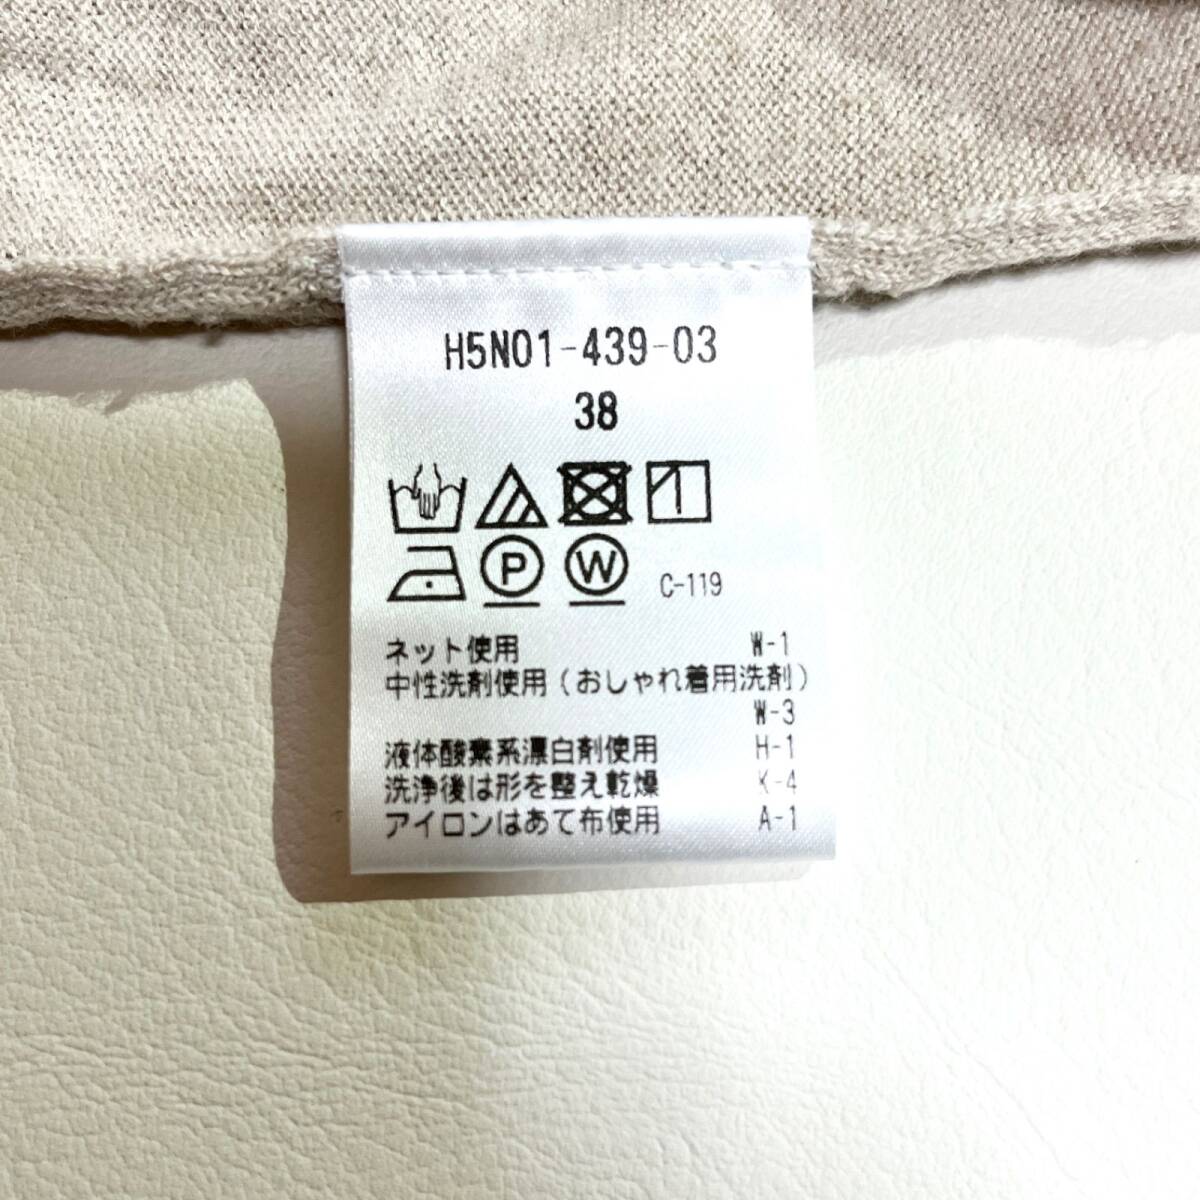 H5N01-439-03
38
P W C-119
ネット使用 W-1
中性洗剤使用(おしゃれ着用洗剤)
W-3
液体酸素系漂白剤使用 H-1
洗浄後は形を整え乾燥 K-4
アイロンはあて布使用 A-1